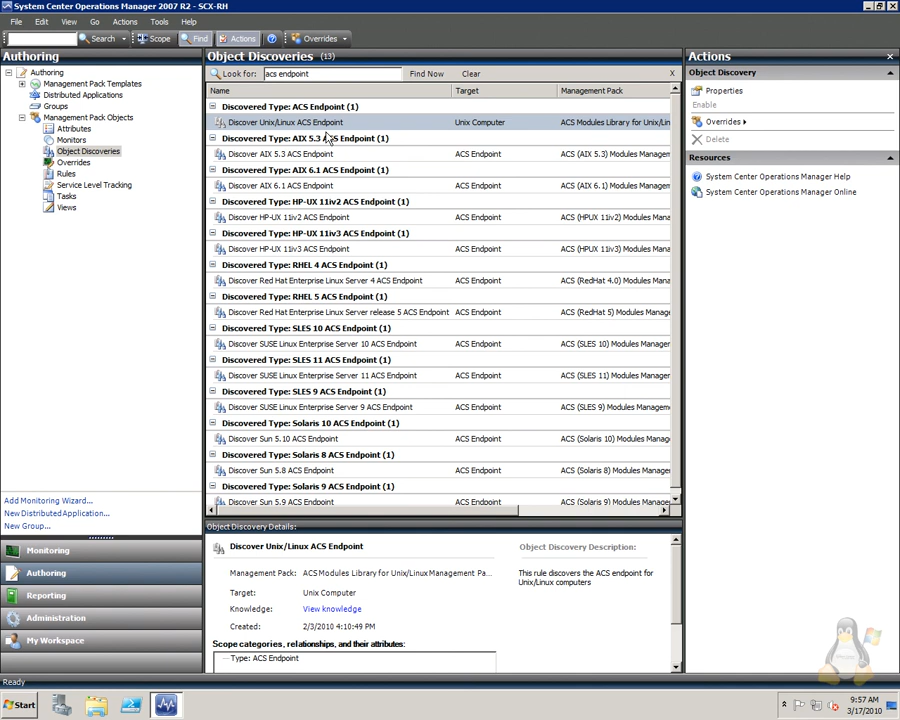 System Center Operations Manager 2007 R2 - SCX-RH
File Edit View Go Actions Tools Help
Search Scope Find Actions Overrides
Authoring
Authoring
Management Pack Templates
Distributed Applications
Groups
Management Pack Objects
Attributes
Monitors
Object Discoveries
Overrides
Rules
Service Level Tracking
Tasks
Views
Add Monitoring Wizard...
New Distributed Application...
New Group...
Monitoring
Authoring
Reporting
Administration
My Workspace
Object Discoveries (13)
Look for: acs endpoint Find Now Clear X
Name Target Management Pack
Discovered Type: ACS Endpoint (1)
Discover Unix/Linux ACS Endpoint Unix Computer ACS Modules Library for Unix/Lin
Discovered Type: AIX 5.3 ACS Endpoint (1)
Discover AIX 5.3 ACS Endpoint ACS Endpoint ACS (AIX 5.3) Modules Managem
Discovered Type: AIX 6.1 ACS Endpoint (1)
Discover AIX 6.1 ACS Endpoint ACS Endpoint ACS (AIX 6.1) Modules Managem
Discovered Type: HP-UX 11iv2 ACS Endpoint (1)
Discover HP-UX 11iv2 ACS Endpoint ACS Endpoint ACS (HPUX 11iv2) Modules Mana
Discovered Type: HP-UX 11iv3 ACS Endpoint (1)
Discover HP-UX 11iv3 ACS Endpoint ACS Endpoint ACS (HPUX 11iv3) Modules Mana
Discovered Type: RHEL 4 ACS Endpoint (1)
Discover Red Hat Enterprise Linux Server 4 ACS Endpoint ACS Endpoint ACS (RedHat 4.0) Modules Mana
Discovered Type: RHEL 5 ACS Endpoint (1)
Discover Red Hat Enterprise Linux Server release 5 ACS Endpoint ACS Endpoint ACS (RedHat 5) Modules Manage
Discovered Type: SLES 10 ACS Endpoint (1)
Discover SUSE Linux Enterprise Server 10 ACS Endpoint ACS Endpoint ACS (SLES 10) Modules Manager
Discovered Type: SLES 11 ACS Endpoint (1)
Discover SUSE Linux Enterprise Server 11 ACS Endpoint ACS Endpoint ACS (SLES 11) Modules Manager
Discovered Type: SLES 9 ACS Endpoint (1)
Discover SUSE Linux Enterprise Server 9 ACS Endpoint ACS Endpoint ACS (SLES 9) Modules Managem
Discovered Type: Solaris 10 ACS Endpoint (1)
Discover Sun 5.10 ACS Endpoint ACS Endpoint ACS (Solaris 10) Modules Manag
Discovered Type: Solaris 8 ACS Endpoint (1)
Discover Sun 5.8 ACS Endpoint ACS Endpoint ACS (Solaris 8) Modules Manage
Discovered Type: Solaris 9 ACS Endpoint (1)
Discover Sun 5.9 ACS Endpoint ACS Endpoint ACS (Solaris 9) Modules Manage
Object Discovery Details:
Discover Unix/Linux ACS Endpoint
Management Pack: ACS Modules Library for Unix/Linux Management Pa...
Target: Unix Computer
Knowledge: View knowledge
Created: 2/3/2010 4:10:49 PM
Scope categories, relationships, and their attributes:
Type: ACS Endpoint
Object Discovery Description:
This rule discovers the ACS endpoint for
Unix/Linux computers
Actions
Object Discovery
Properties
Enable
Overrides
Delete
Resources
System Center Operations Manager Help
System Center Operations Manager Online
Ready
Start
9:57 AM
3/17/2010